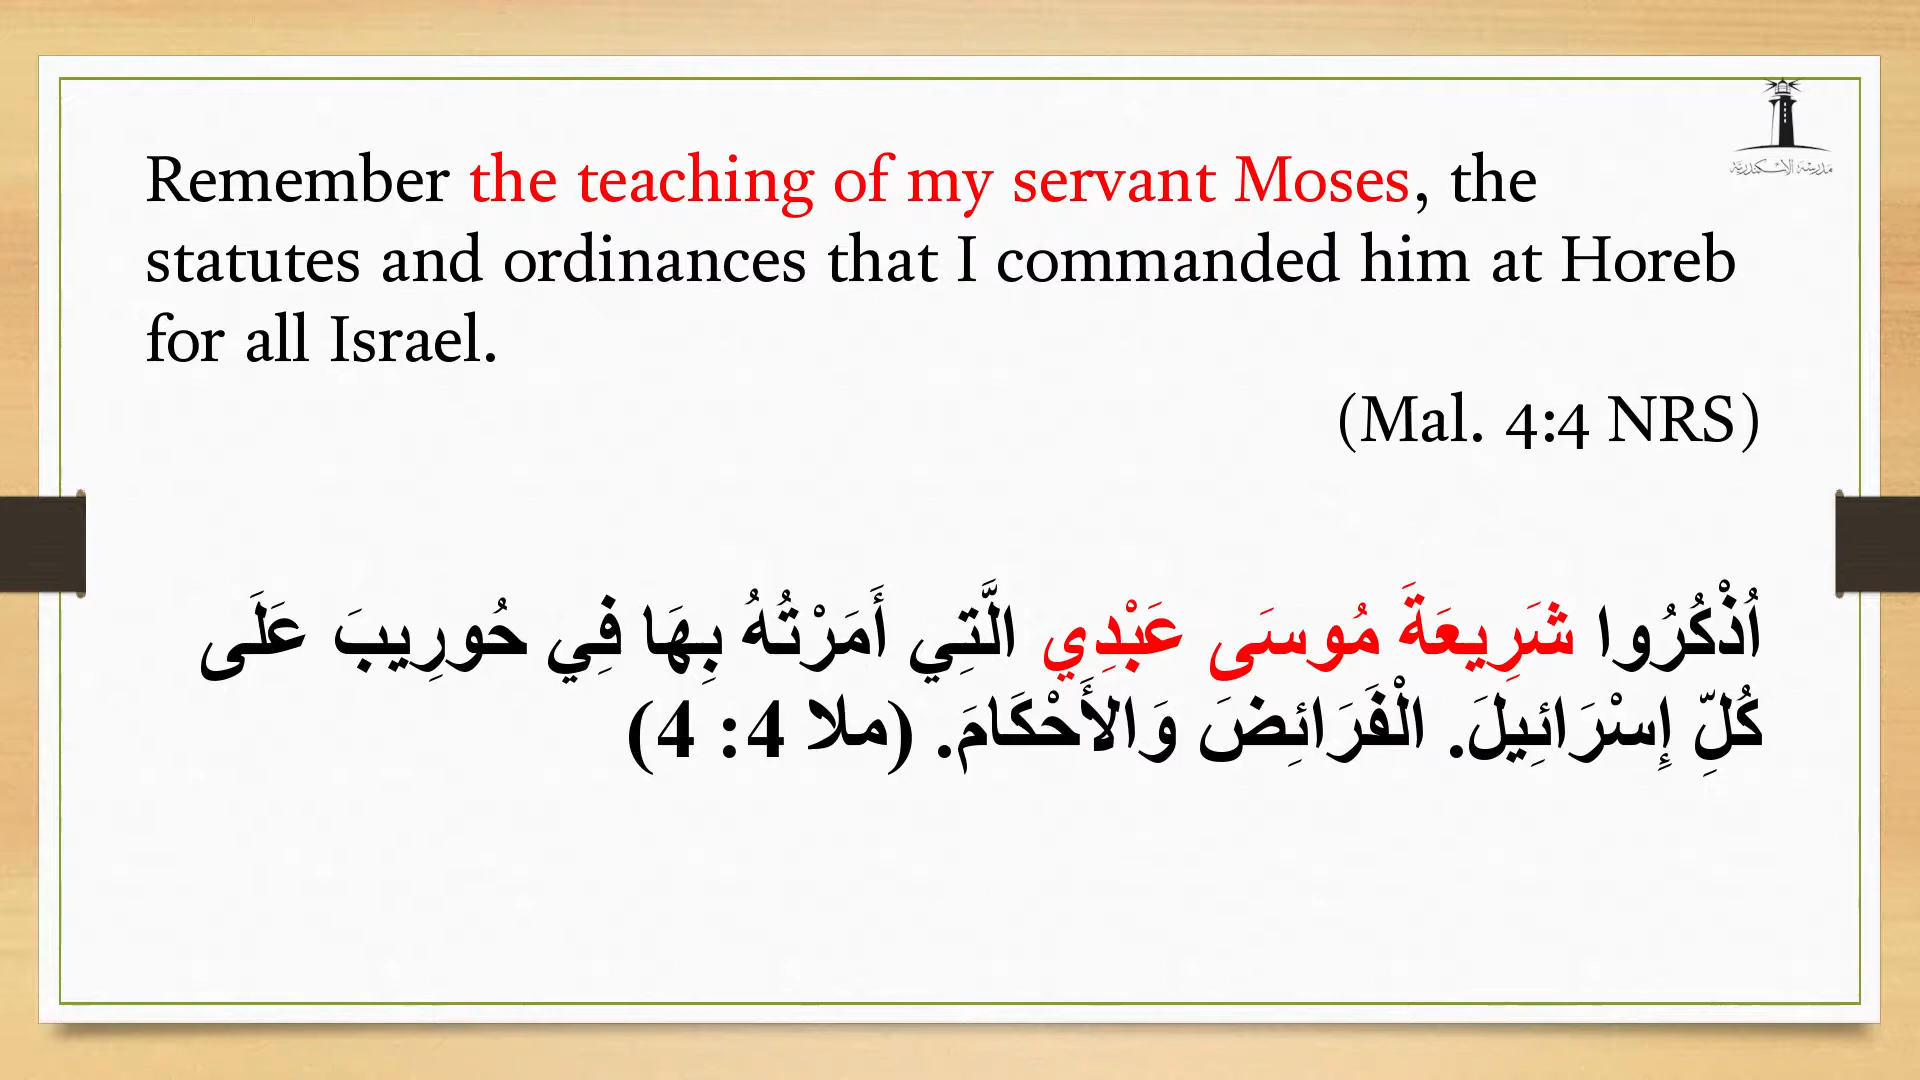 مدرسة الإسكندرية
Remember the teaching of my servant Moses, the
statutes and ordinances that I commanded him at Horeb
for all Israel.
(Mal. 4:4 NRS)
اُذْكُرُوا شَرِيعَةَ مُوسَى عَبْدِي الَّتِي أَمَرْتُهُ بِهَا فِي حُورِيبَ عَلَى
كُلِّ إِسْرَائِيلَ. الْفَرَائِضَ وَالأَحْكَامَ. (ملا 4: 4)